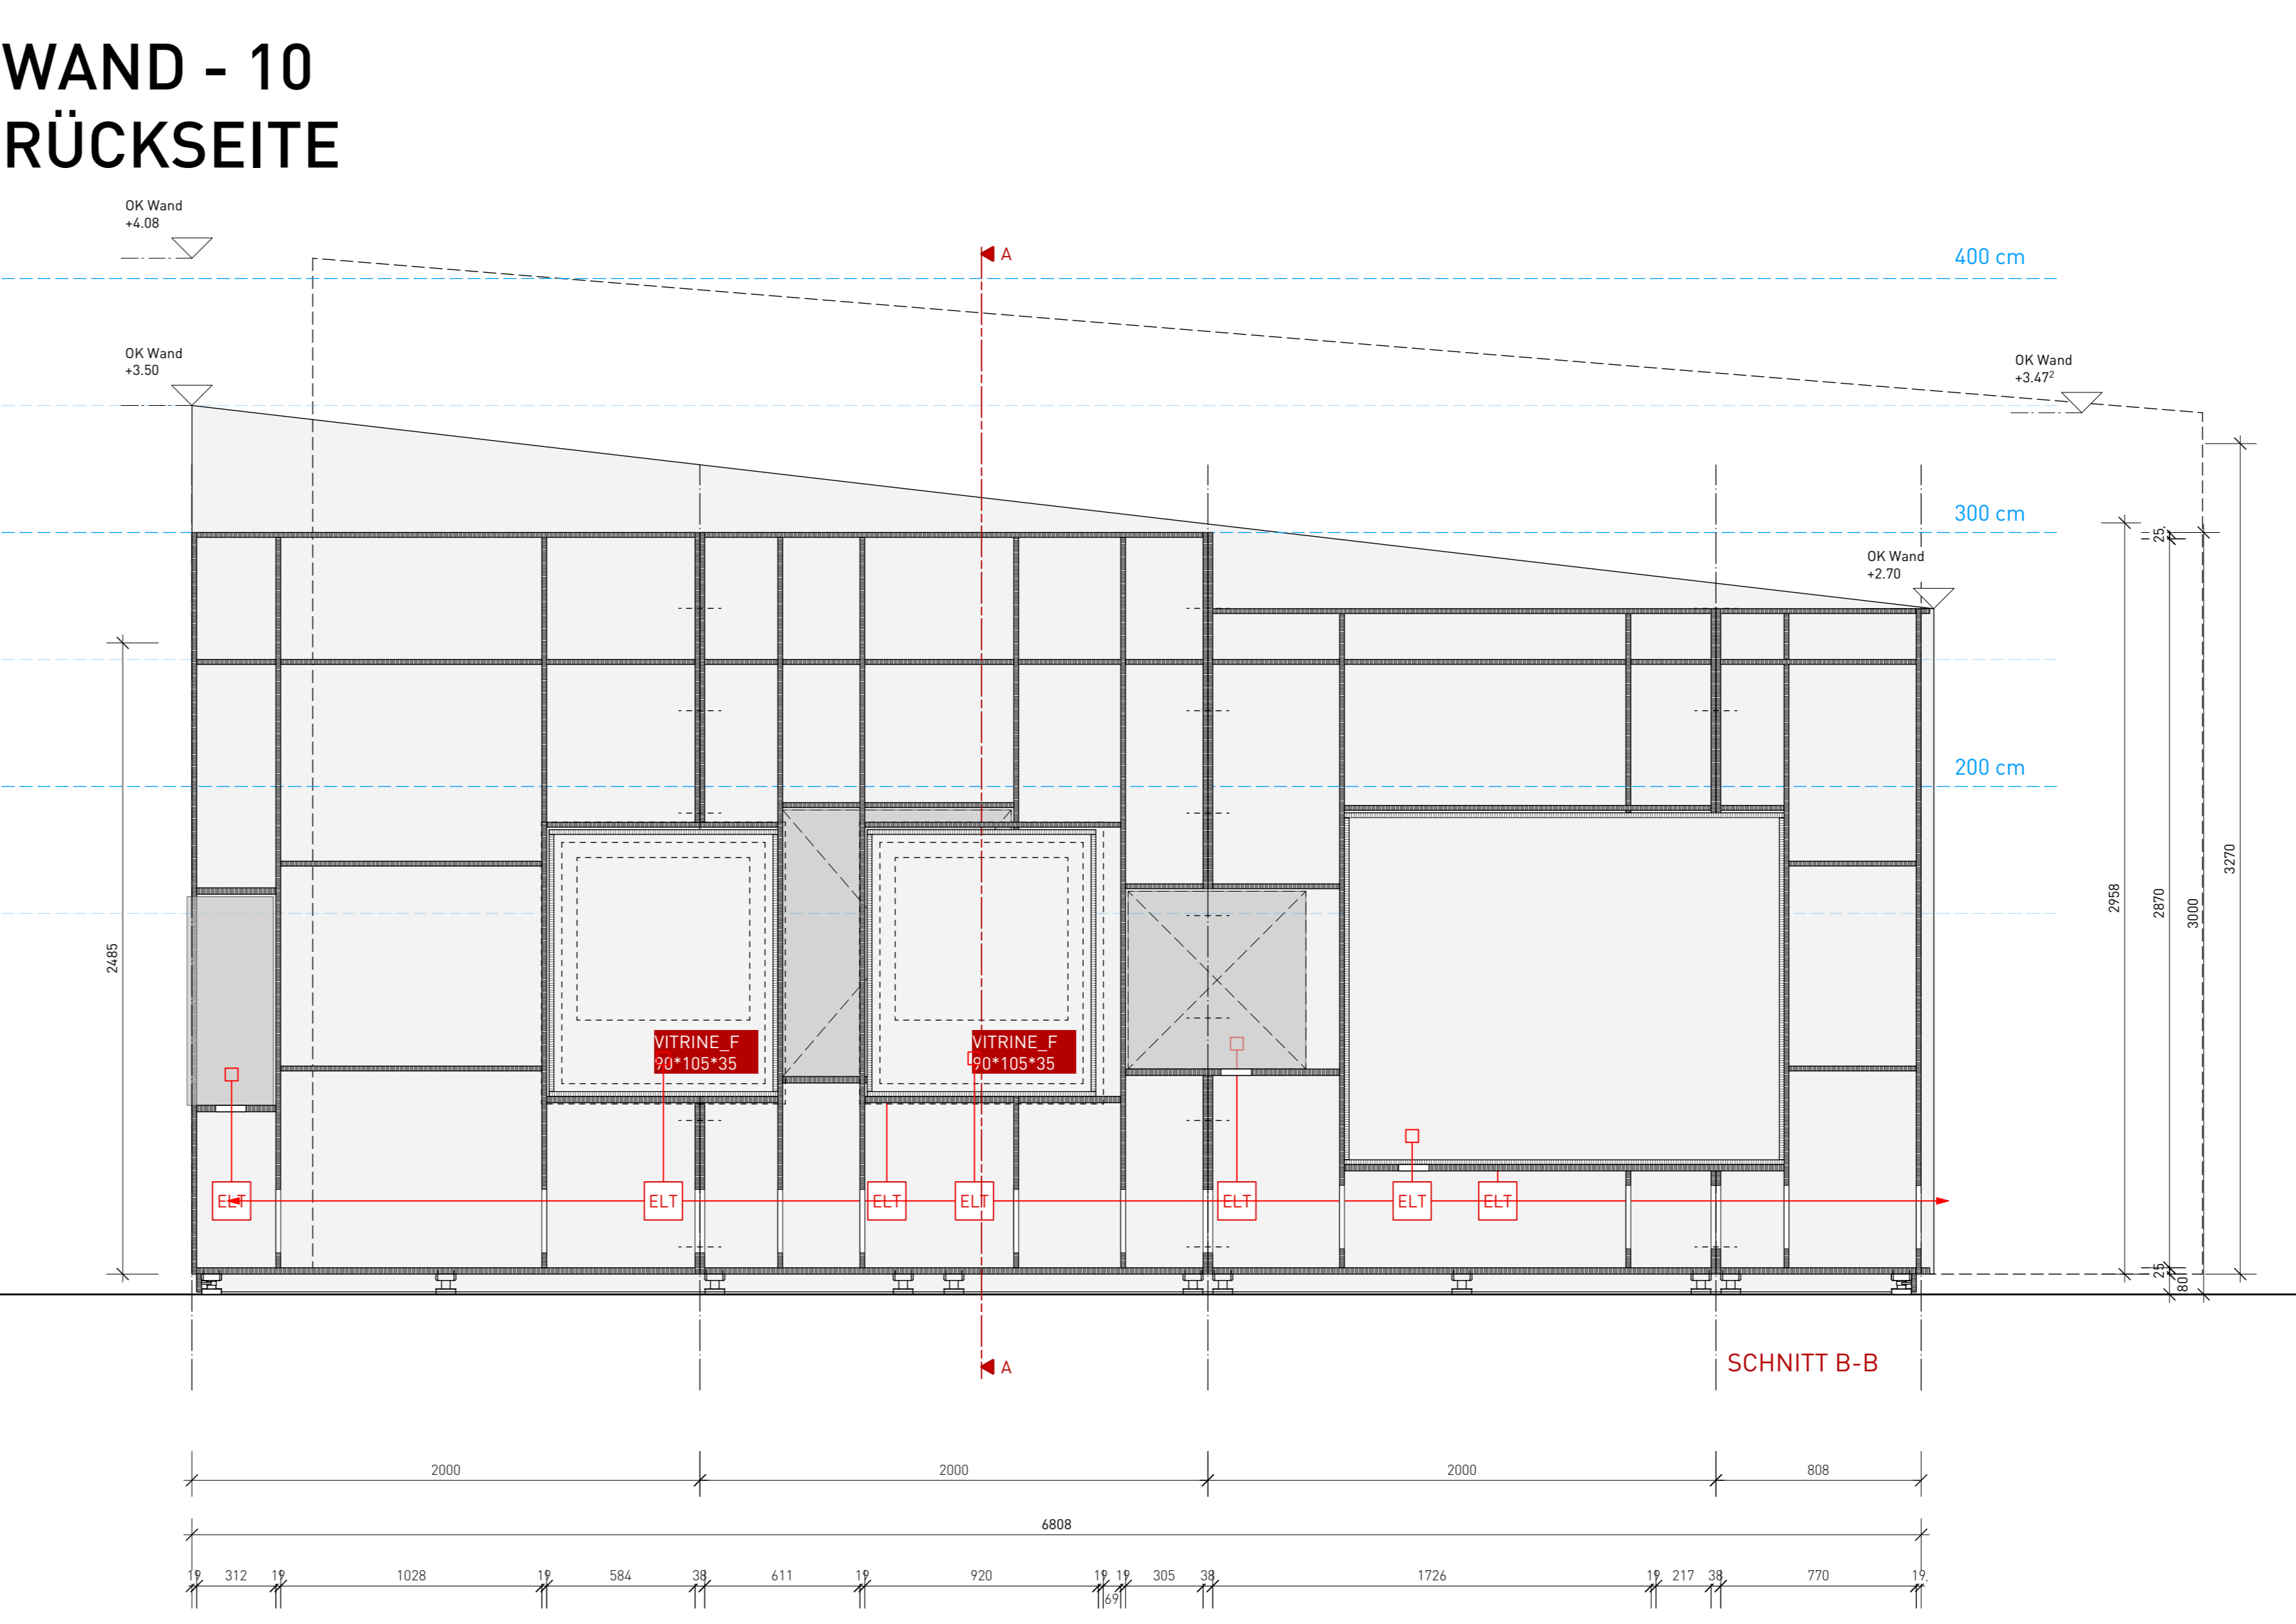 WAND - 10
RÜCKSEITE
OK Wand
+4.08
A
400 cm
OK Wand
+3.50
OK Wand
+3.47²
300 cm
OK Wand
+2.70
200 cm
2485
2958
25
2870
3000
3270
25
80
VITRINE_F
90*105*35
VITRINE_F
90*105*35
ELT
ELT
ELT
ELT
ELT
ELT
ELT
A
SCHNITT B-B
2000
2000
2000
808
6808
19
312
19
1028
19
584
38
611
19
920
19
69
19
305
38
1726
19
217
38
770
19